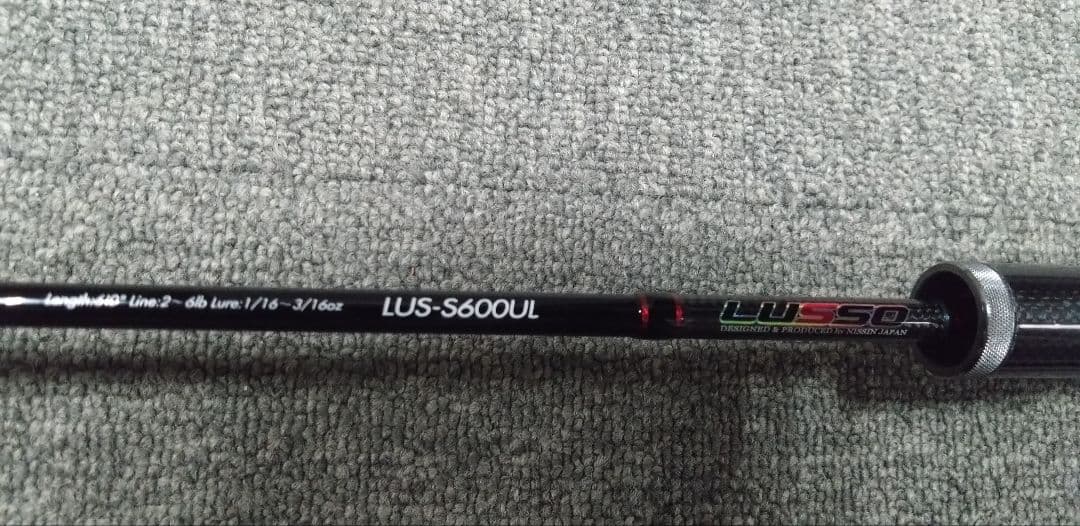 Length:6'0" Line:2~6lb Lure:1/16~3/16oz LUS-S600UL
LUSSO
DESIGNED & PRODUCED by NISSIN JAPAN